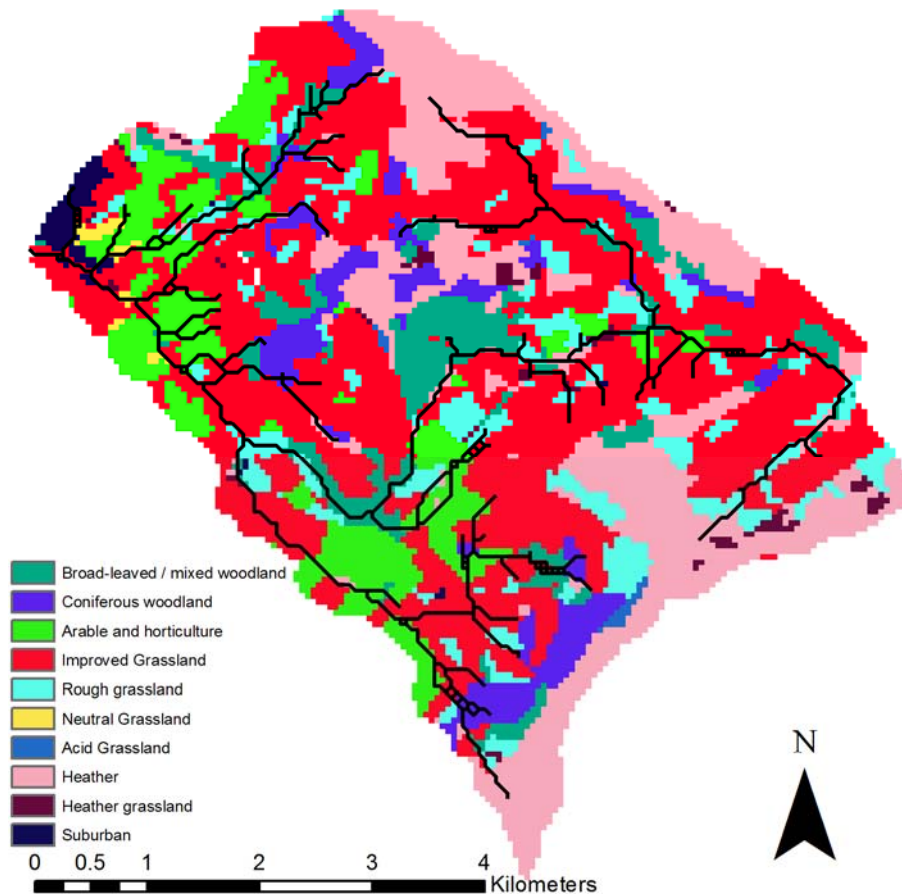 Broad-leaved / mixed woodland
Coniferous woodland
Arable and horticulture
Improved Grassland
Rough grassland
Neutral Grassland
Acid Grassland
Heather
Heather grassland
Suburban
N
0 0.5 1 2 3 4
Kilometers